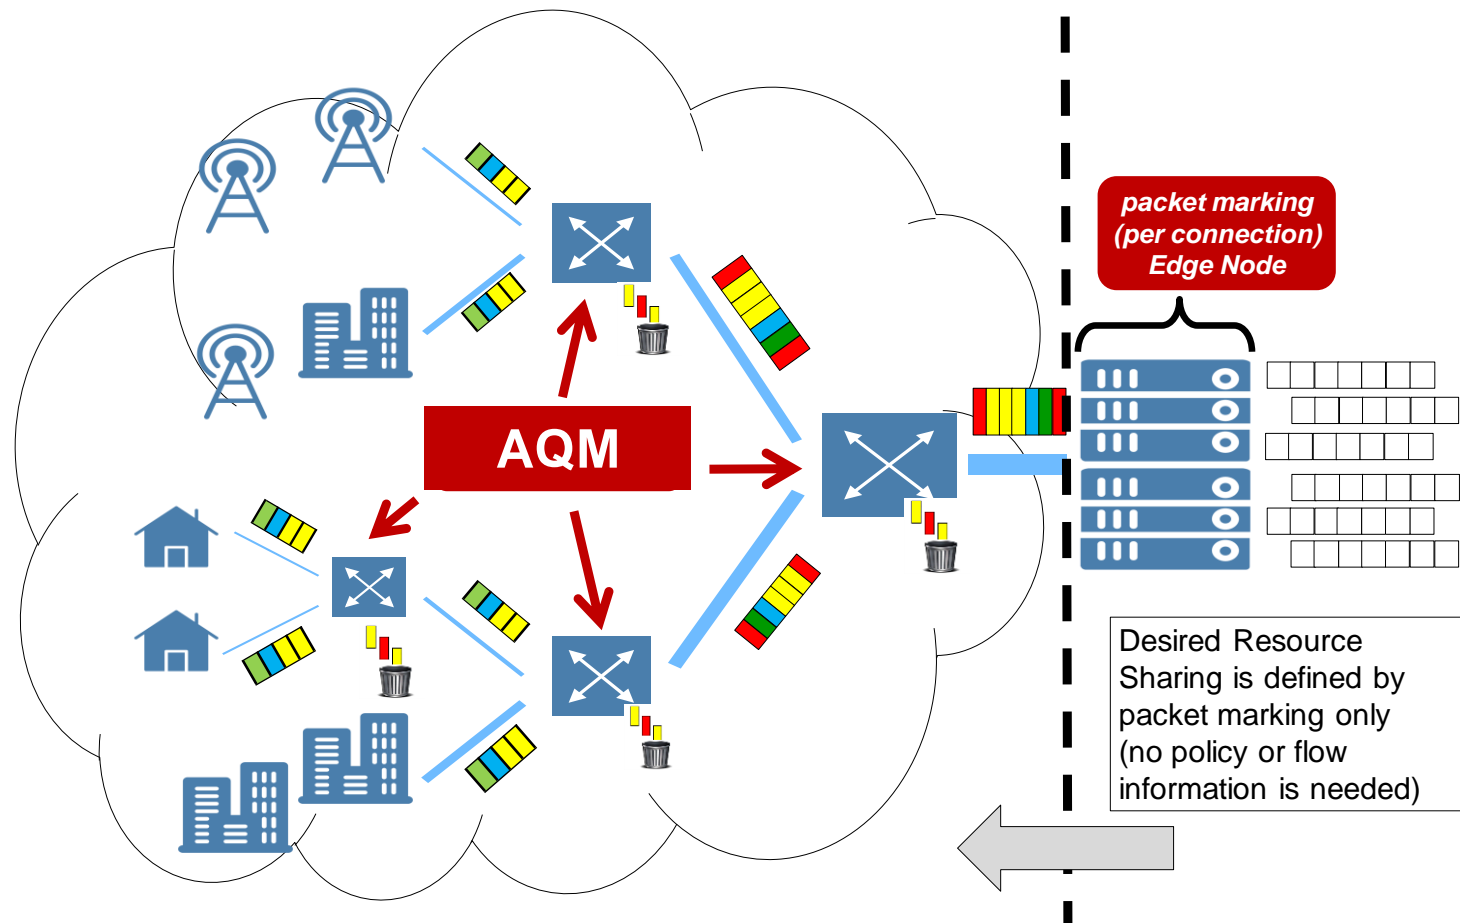 packet marking
(per connection)
Edge Node
AQM
Desired Resource
Sharing is defined by
packet marking only
(no policy or flow
information is needed)